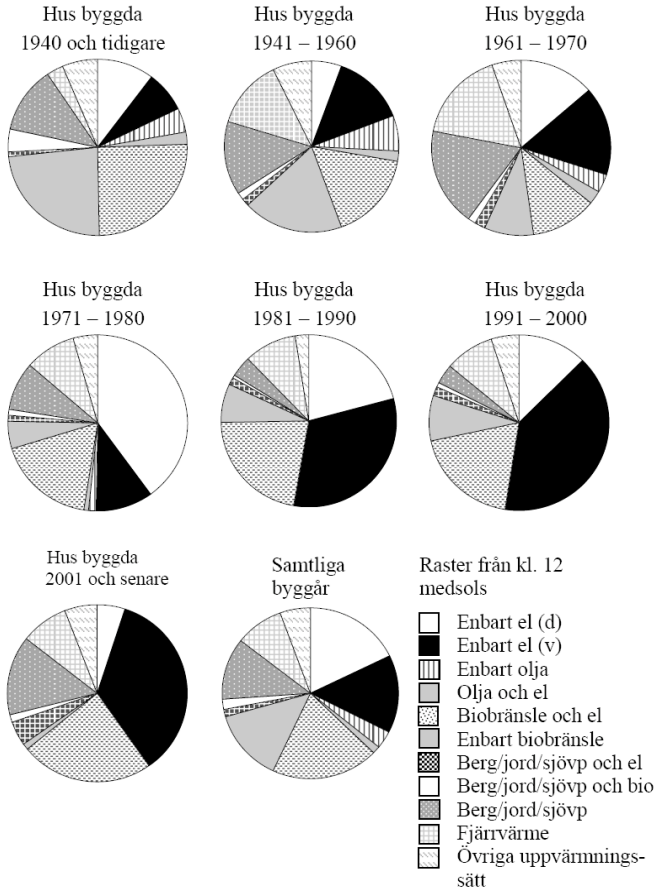 Hus byggda
1940 och tidigare
Hus byggda
1941 – 1960
Hus byggda
1961 – 1970
Hus byggda
1971 – 1980
Hus byggda
1981 – 1990
Hus byggda
1991 – 2000
Hus byggda
2001 och senare
Samtliga
byggår
Raster från kl. 12
medsols
Enbart el (d)
Enbart el (v)
Enbart olja
Olja och el
Biobränsle och el
Enbart biobränsle
Berg/jord/sjövp och el
Berg/jord/sjövp och bio
Berg/jord/sjövp
Fjärrvärme
Övriga uppvärmnings-
sätt